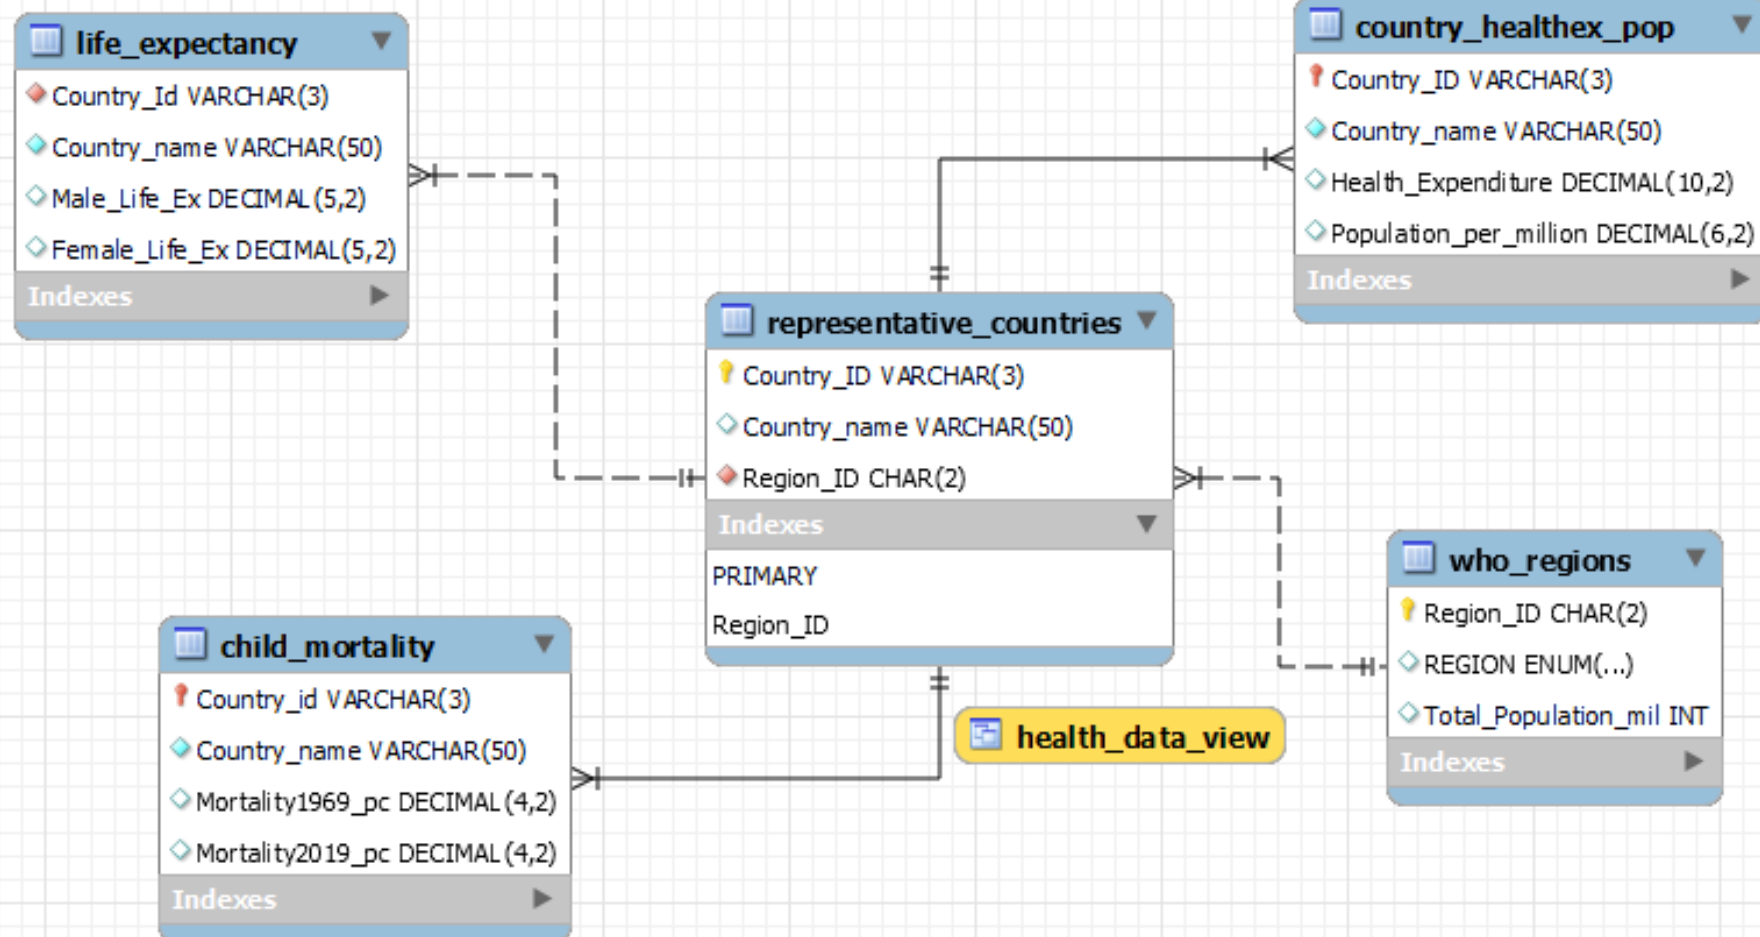 life_expectancy
Country_Id VARCHAR(3)
Country_name VARCHAR(50)
Male_Life_Ex DECIMAL(5,2)
Female_Life_Ex DECIMAL(5,2)
Indexes
country_healthex_pop
Country_ID VARCHAR(3)
Country_name VARCHAR(50)
Health_Expenditure DECIMAL(10,2)
Population_per_million DECIMAL(6,2)
Indexes
representative_countries
Country_ID VARCHAR(3)
Country_name VARCHAR(50)
Region_ID CHAR(2)
Indexes
PRIMARY
Region_ID
who_regions
Region_ID CHAR(2)
REGION ENUM(...)
Total_Population_mil INT
Indexes
child_mortality
Country_id VARCHAR(3)
Country_name VARCHAR(50)
Mortality1969_pc DECIMAL(4,2)
Mortality2019_pc DECIMAL(4,2)
Indexes
health_data_view